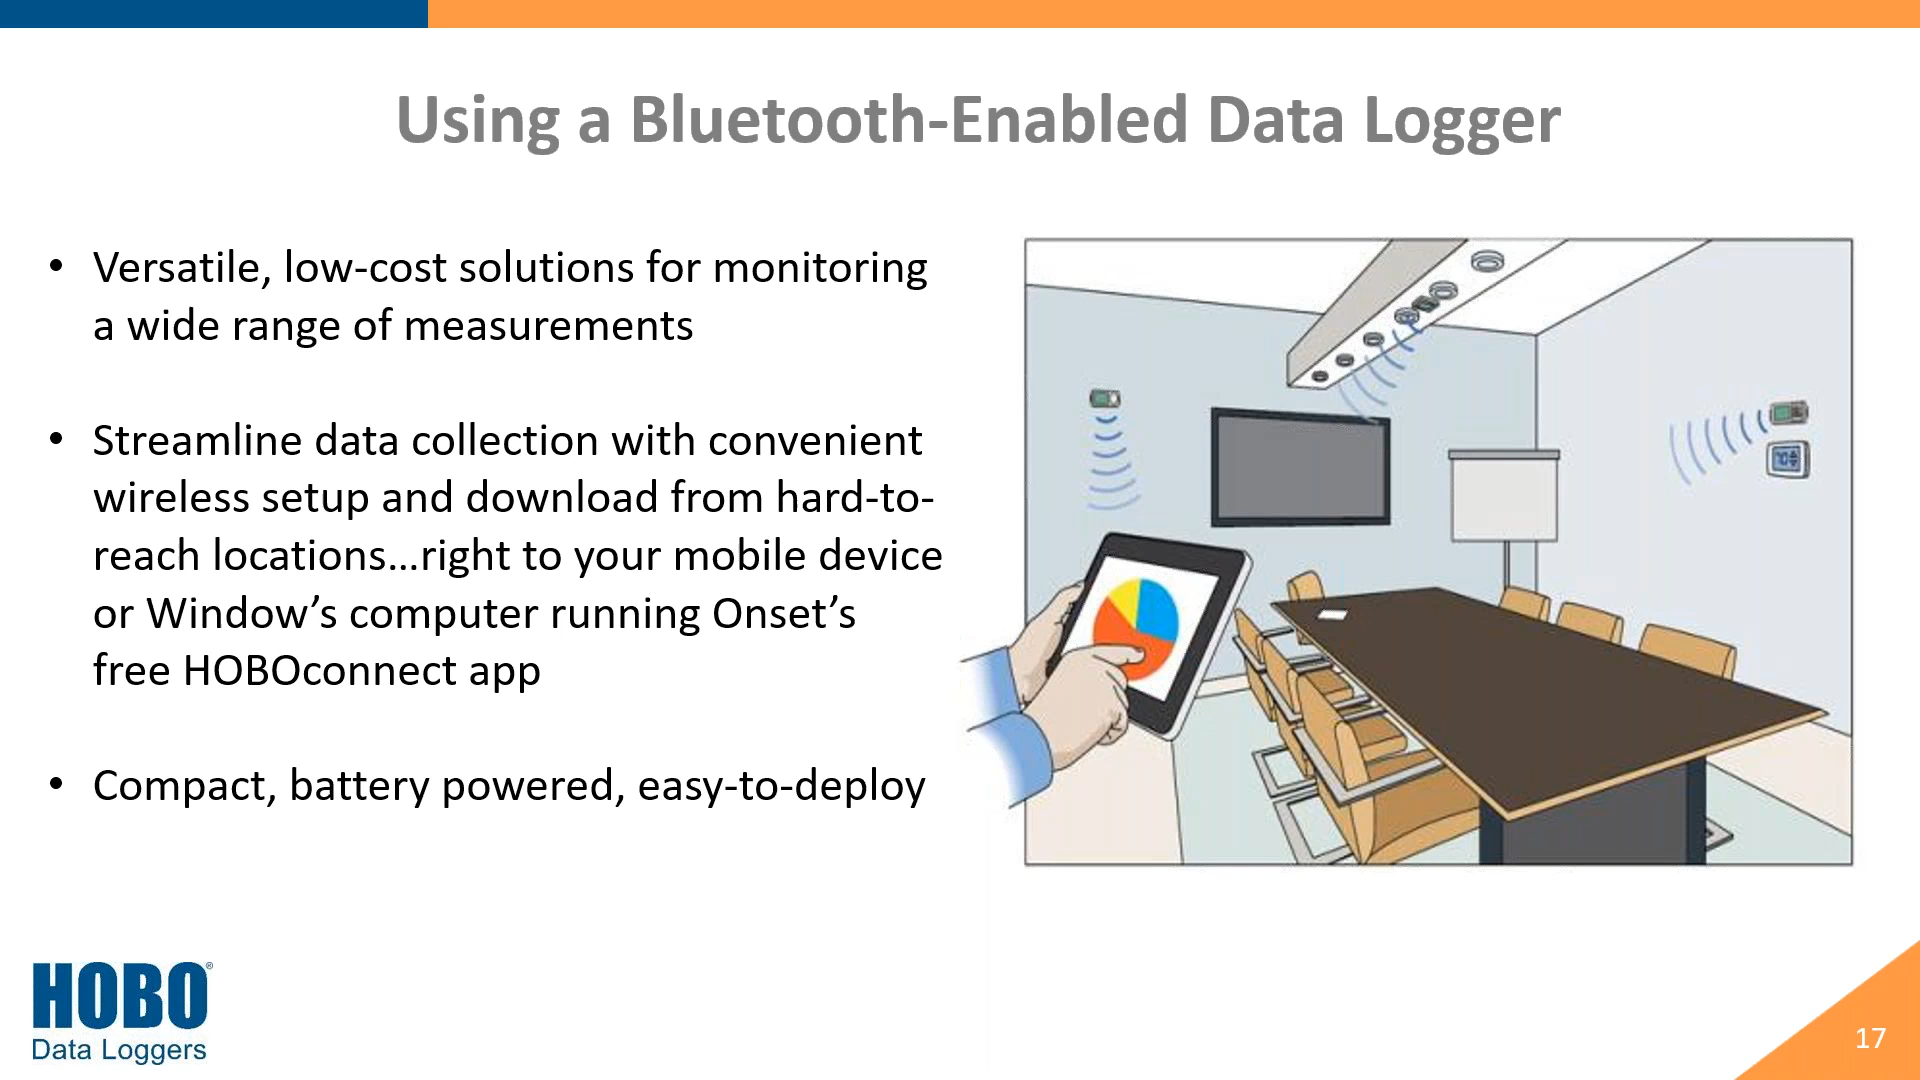 Using a Bluetooth-Enabled Data Logger
• Versatile, low-cost solutions for monitoring
a wide range of measurements
• Streamline data collection with convenient
wireless setup and download from hard-to-
reach locations…right to your mobile device
or Window’s computer running Onset’s
free HOBOconnect app
• Compact, battery powered, easy-to-deploy
70
HOBO®
Data Loggers
17